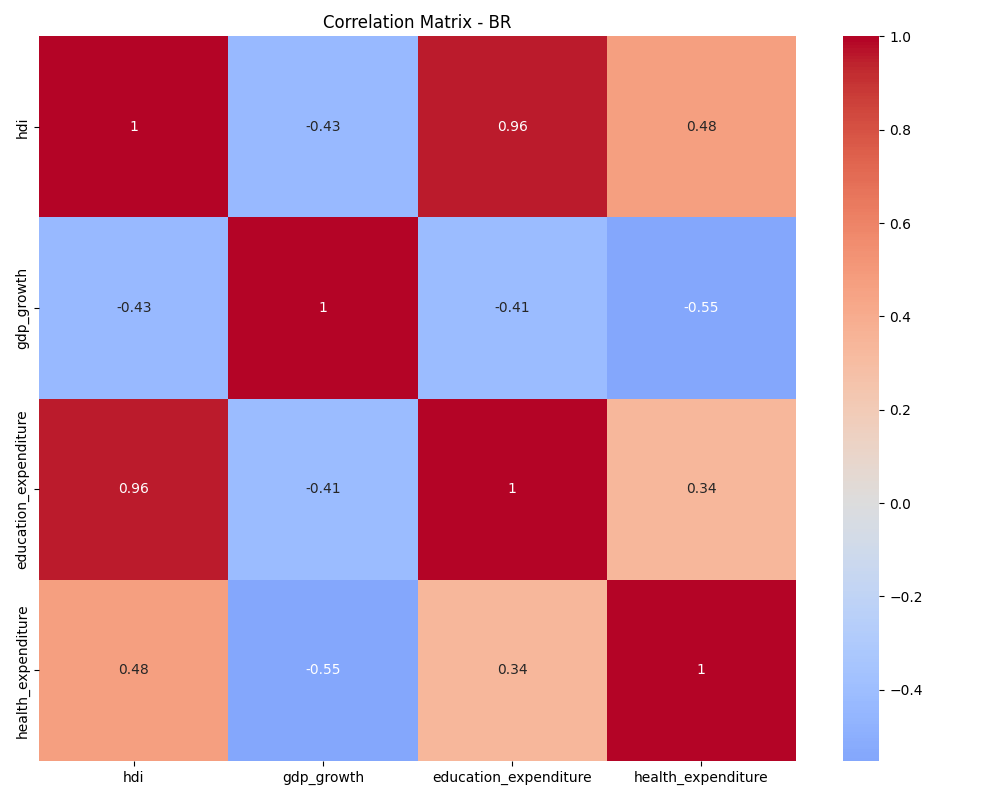 Correlation Matrix - BR
hdi
1
-0.43
0.96
0.48
gdp_growth
-0.43
1
-0.41
-0.55
education_expenditure
0.96
-0.41
1
0.34
health_expenditure
0.48
-0.55
0.34
1
hdi
gdp_growth
education_expenditure
health_expenditure
1.0
0.8
0.6
0.4
0.2
0.0
−0.2
−0.4